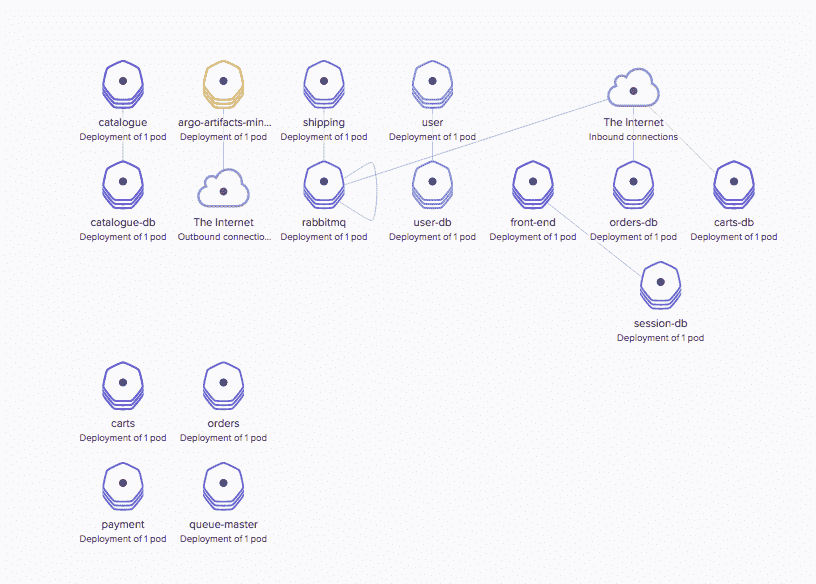 catalogue
Deployment of 1 pod
argo-artifacts-min...
Deployment of 1 pod
shipping
Deployment of 1 pod
user
Deployment of 1 pod
The Internet
Inbound connections
catalogue-db
Deployment of 1 pod
The Internet
Outbound connectio...
rabbitmq
Deployment of 1 pod
user-db
Deployment of 1 pod
front-end
Deployment of 1 pod
orders-db
Deployment of 1 pod
carts-db
Deployment of 1 pod
session-db
Deployment of 1 pod
carts
Deployment of 1 pod
orders
Deployment of 1 pod
payment
Deployment of 1 pod
queue-master
Deployment of 1 pod